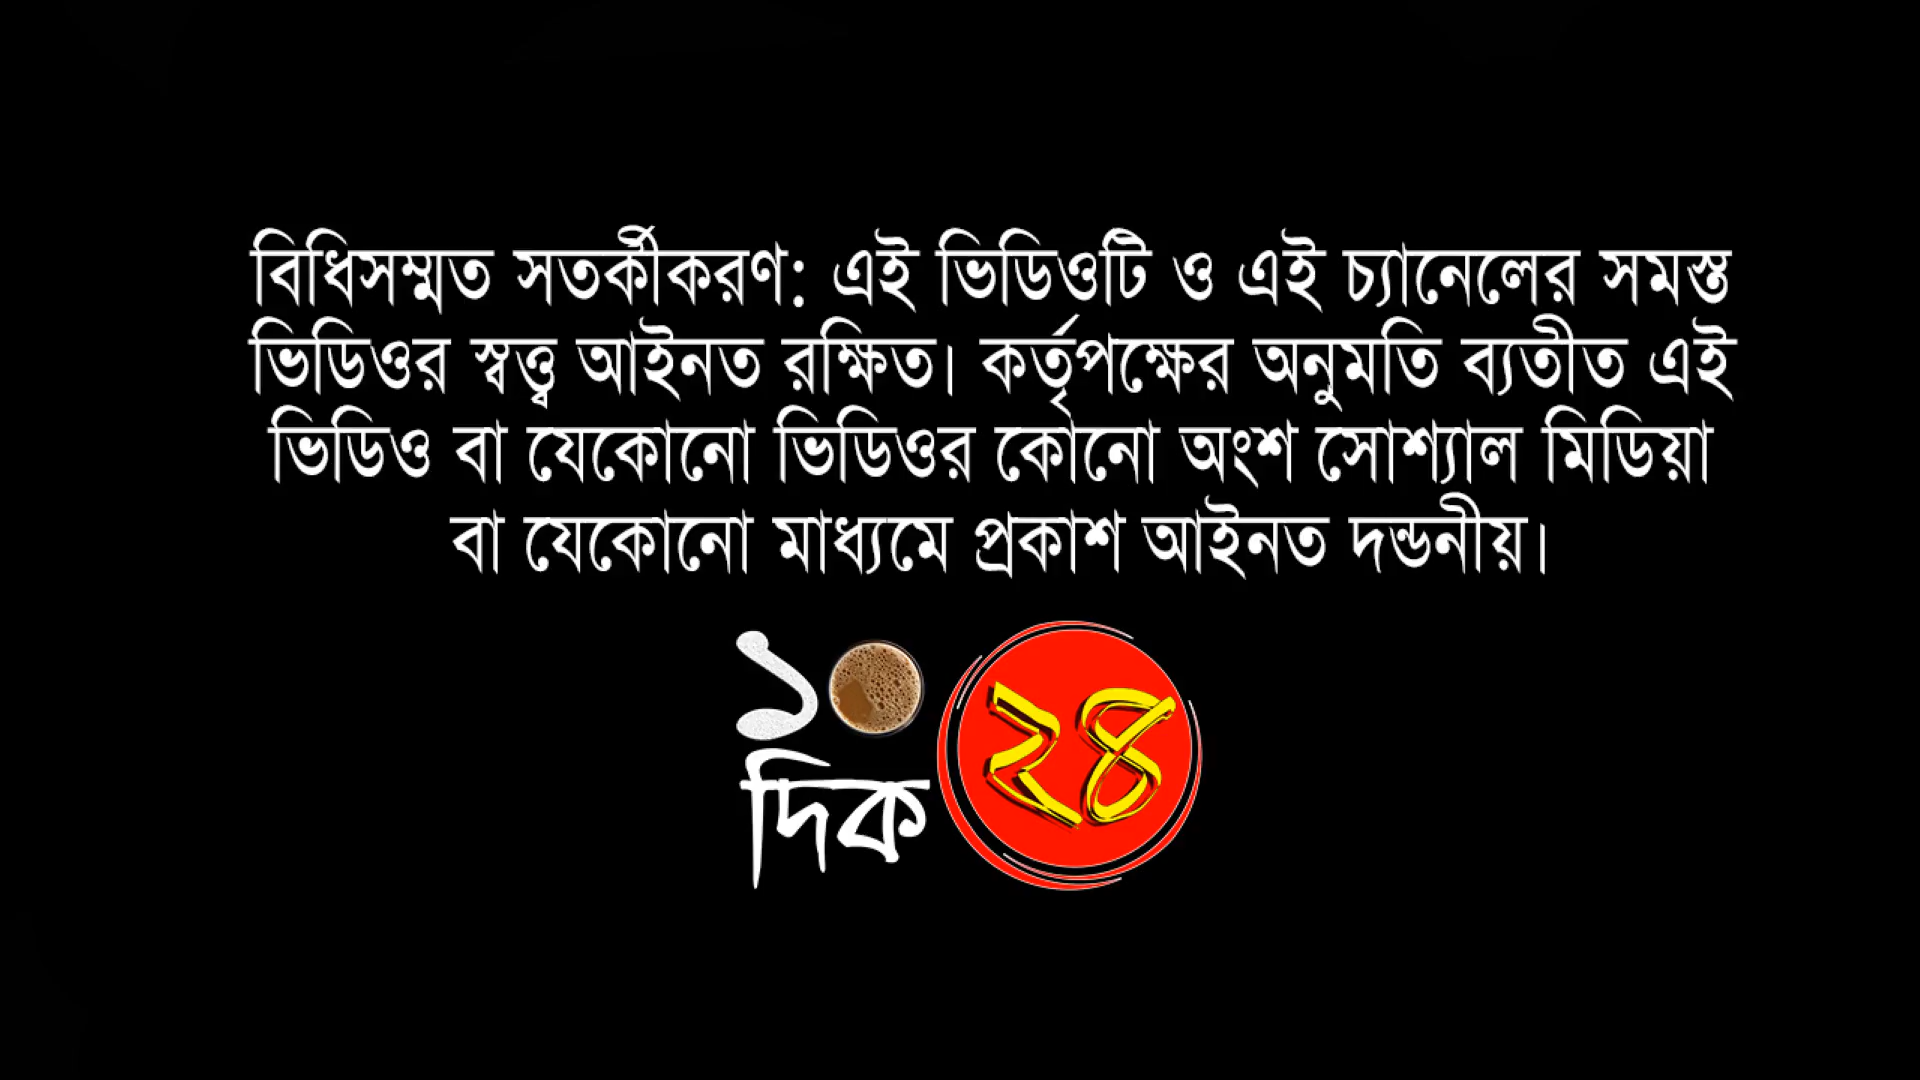 বিধিসম্মত সতর্কীকরণ: এই ভিডিওটি ও এই চ্যানেলের সমস্ত
ভিডিওর স্বত্ত্ব আইনত রক্ষিত। কর্তৃপক্ষের অনুমতি ব্যতীত এই
ভিডিও বা যেকোনো ভিডিওর কোনো অংশ সোশ্যাল মিডিয়া
বা যেকোনো মাধ্যমে প্রকাশ আইনত দন্ডনীয়।
১০
দিক
২৪